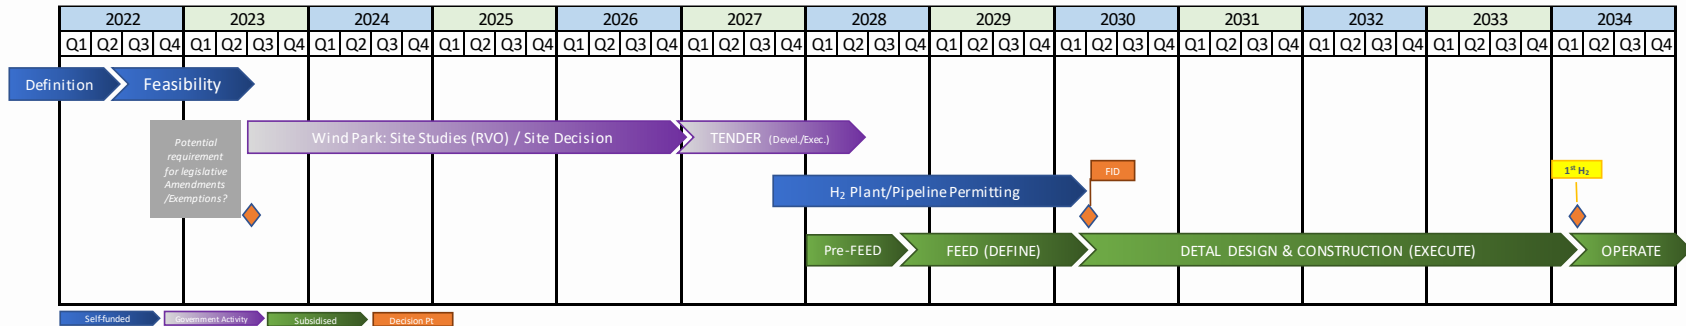 2022 2023 2024 2025 2026 2027 2028 2029 2030 2031 2032 2033 2034
Q1 Q2 Q3 Q4 Q1 Q2 Q3 Q4 Q1 Q2 Q3 Q4 Q1 Q2 Q3 Q4 Q1 Q2 Q3 Q4 Q1 Q2 Q3 Q4 Q1 Q2 Q3 Q4 Q1 Q2 Q3 Q4 Q1 Q2 Q3 Q4 Q1 Q2 Q3 Q4 Q1 Q2 Q3 Q4 Q1 Q2 Q3 Q4 Q1 Q2 Q3 Q4
Definition Feasibility
Potential
requirement
for legislative
Amendments
/Exemptions?
Wind Park: Site Studies (RVO) / Site Decision TENDER (Devel./Exec.)
FID
1st H₂
H₂ Plant/Pipeline Permitting
Pre-FEED FEED (DEFINE) DETAL DESIGN & CONSTRUCTION (EXECUTE) OPERATE
Self-funded Government Activity Subsidised Decision Pt